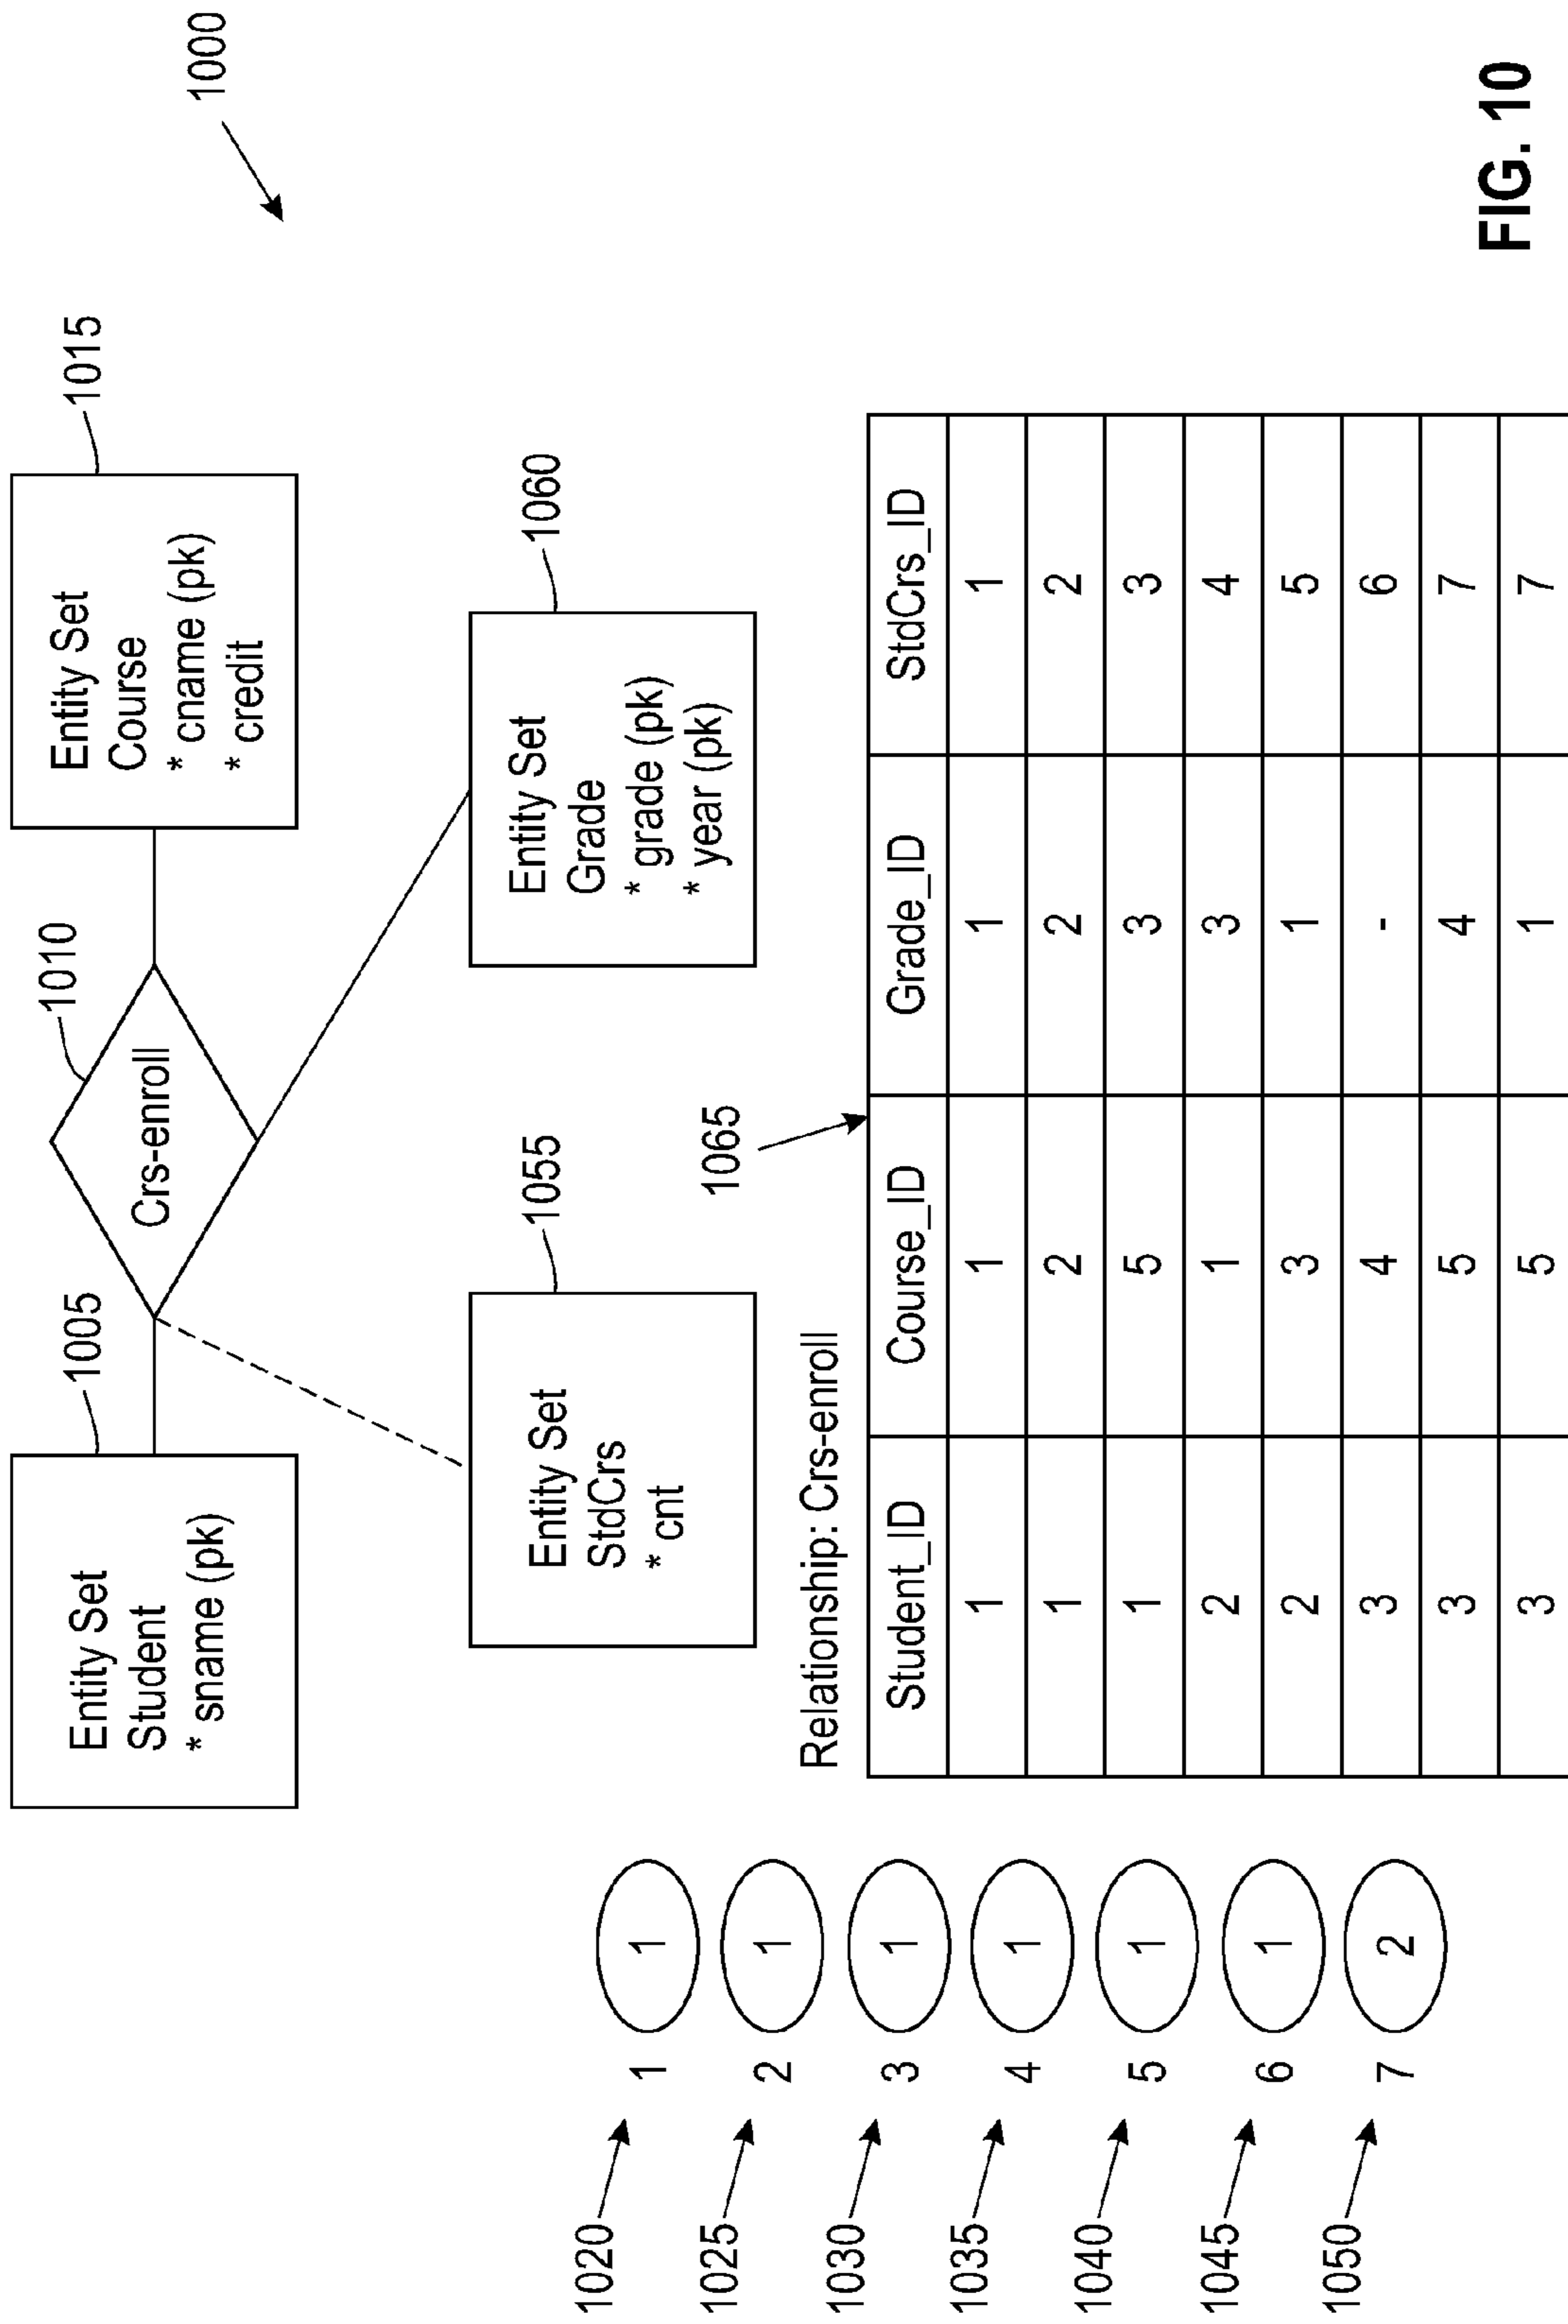 1000
1005
Entity Set
Student
* sname (pk)
1010
Crs-enroll
1015
Entity Set
Course
* cname (pk)
* credit
1055
Entity Set
StdCrs
* cnt
1060
Entity Set
Grade
* grade (pk)
* year (pk)
1020 1 1
1025 2 1
1030 3 1
1035 4 1
1040 5 1
1045 6 1
1050 7 2
1065
Relationship: Crs-enroll
Student_ID Course_ID Grade_ID StdCrs_ID
1 1 1 1
1 2 2 2
1 5 3 3
2 1 3 4
2 3 1 5
3 4 - 6
3 5 4 7
3 5 1 7
FIG. 10